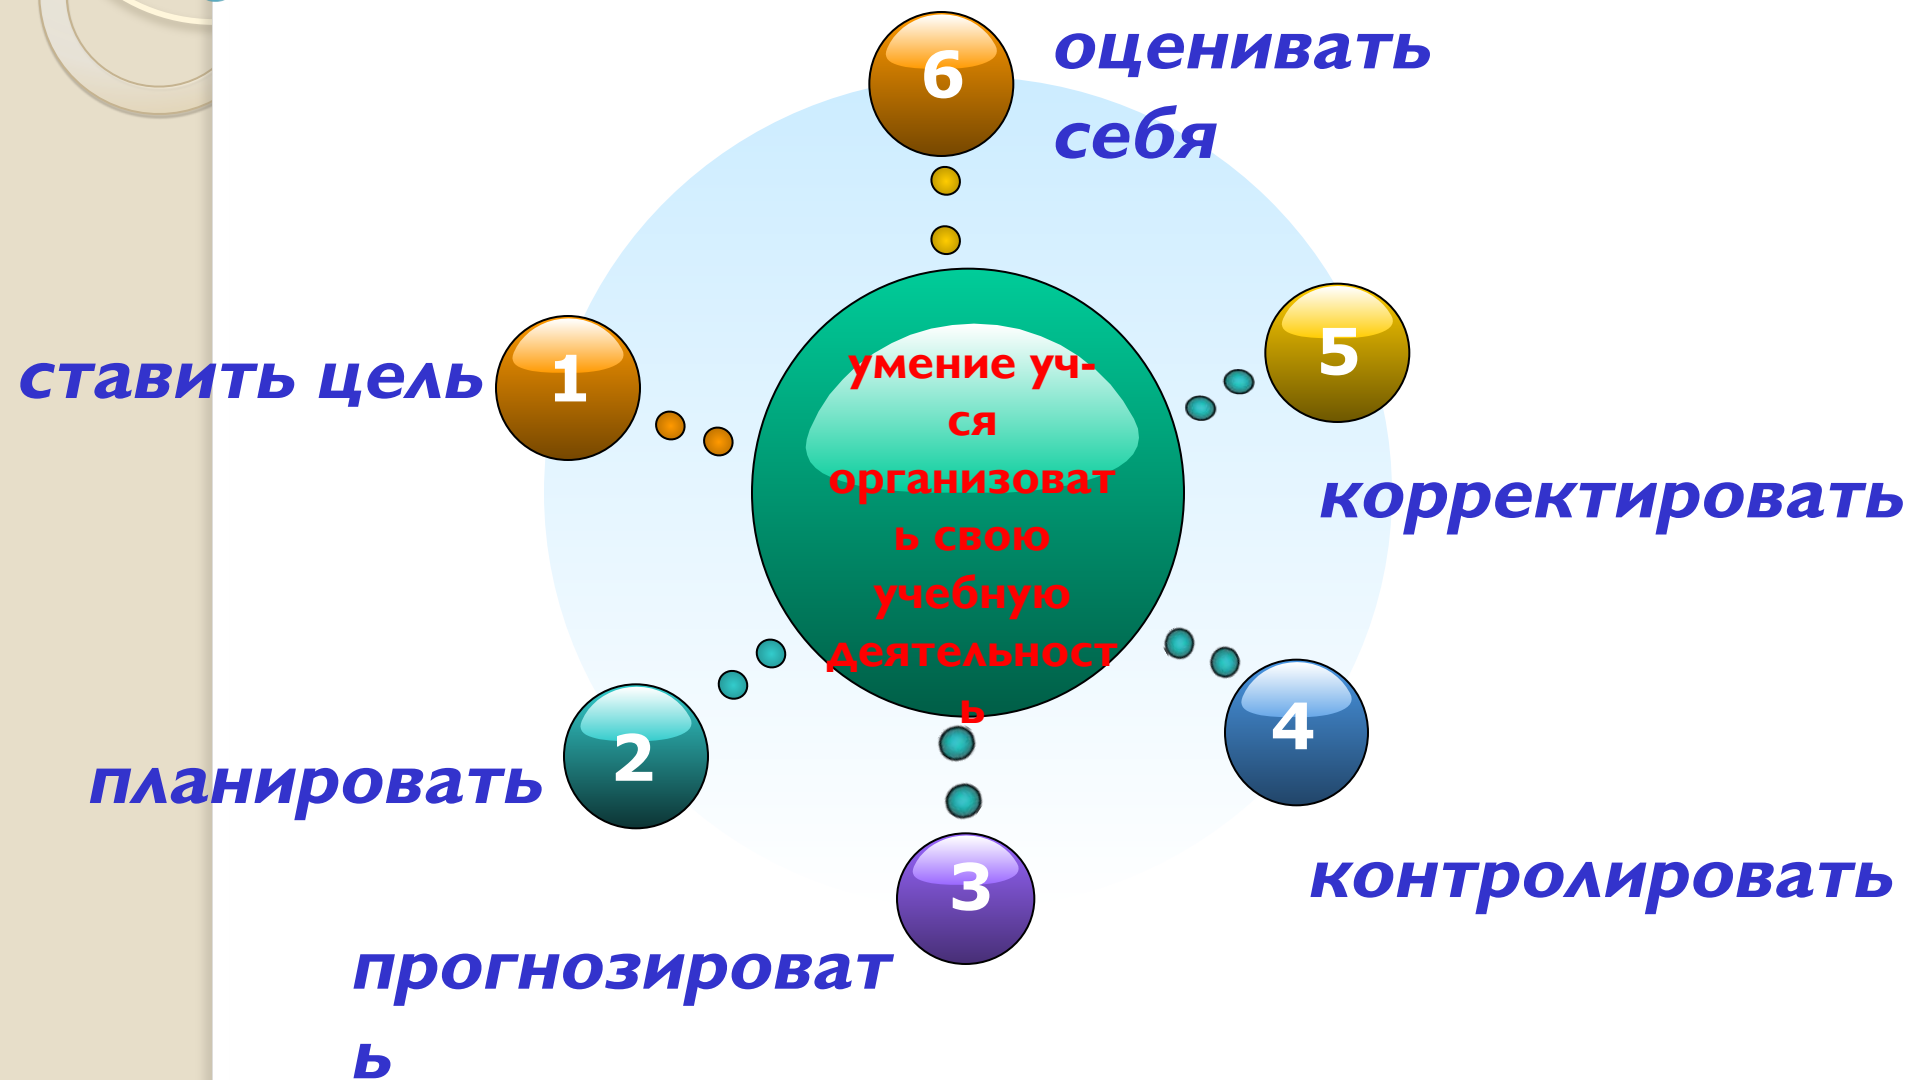 6
оценивать
себя
5
ставить цель
1
умение уч-
ся
организоват
ь свою
учебную
деятельност
ь
корректировать
2
планировать
4
контролировать
3
прогнозироват
ь